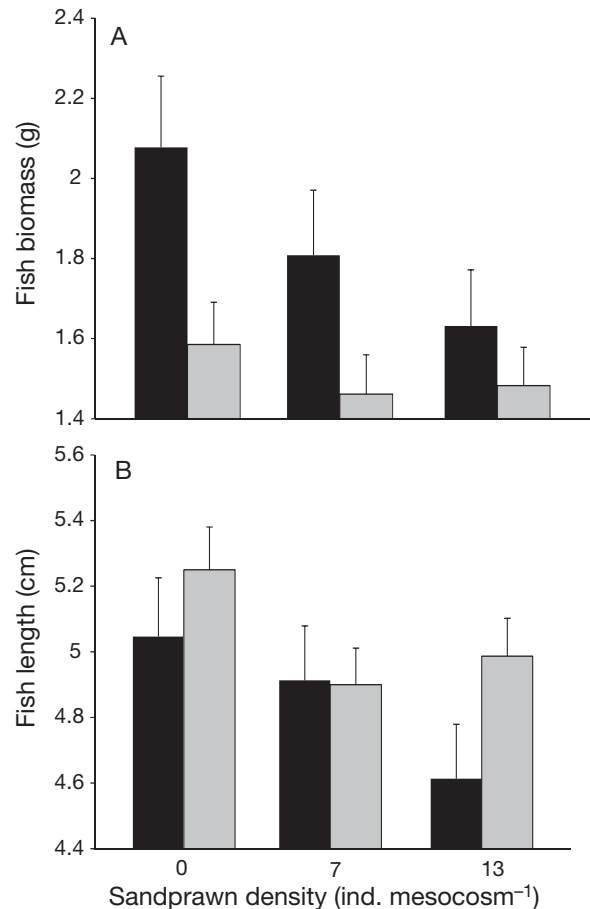 2.4
A
2.2
2
1.8
1.6
1.4
Fish biomass (g)
5.6
B
5.4
5.2
5
4.8
4.6
4.4
Fish length (cm)
0 7 13
Sandprawn density (ind. mesocosm⁻¹)